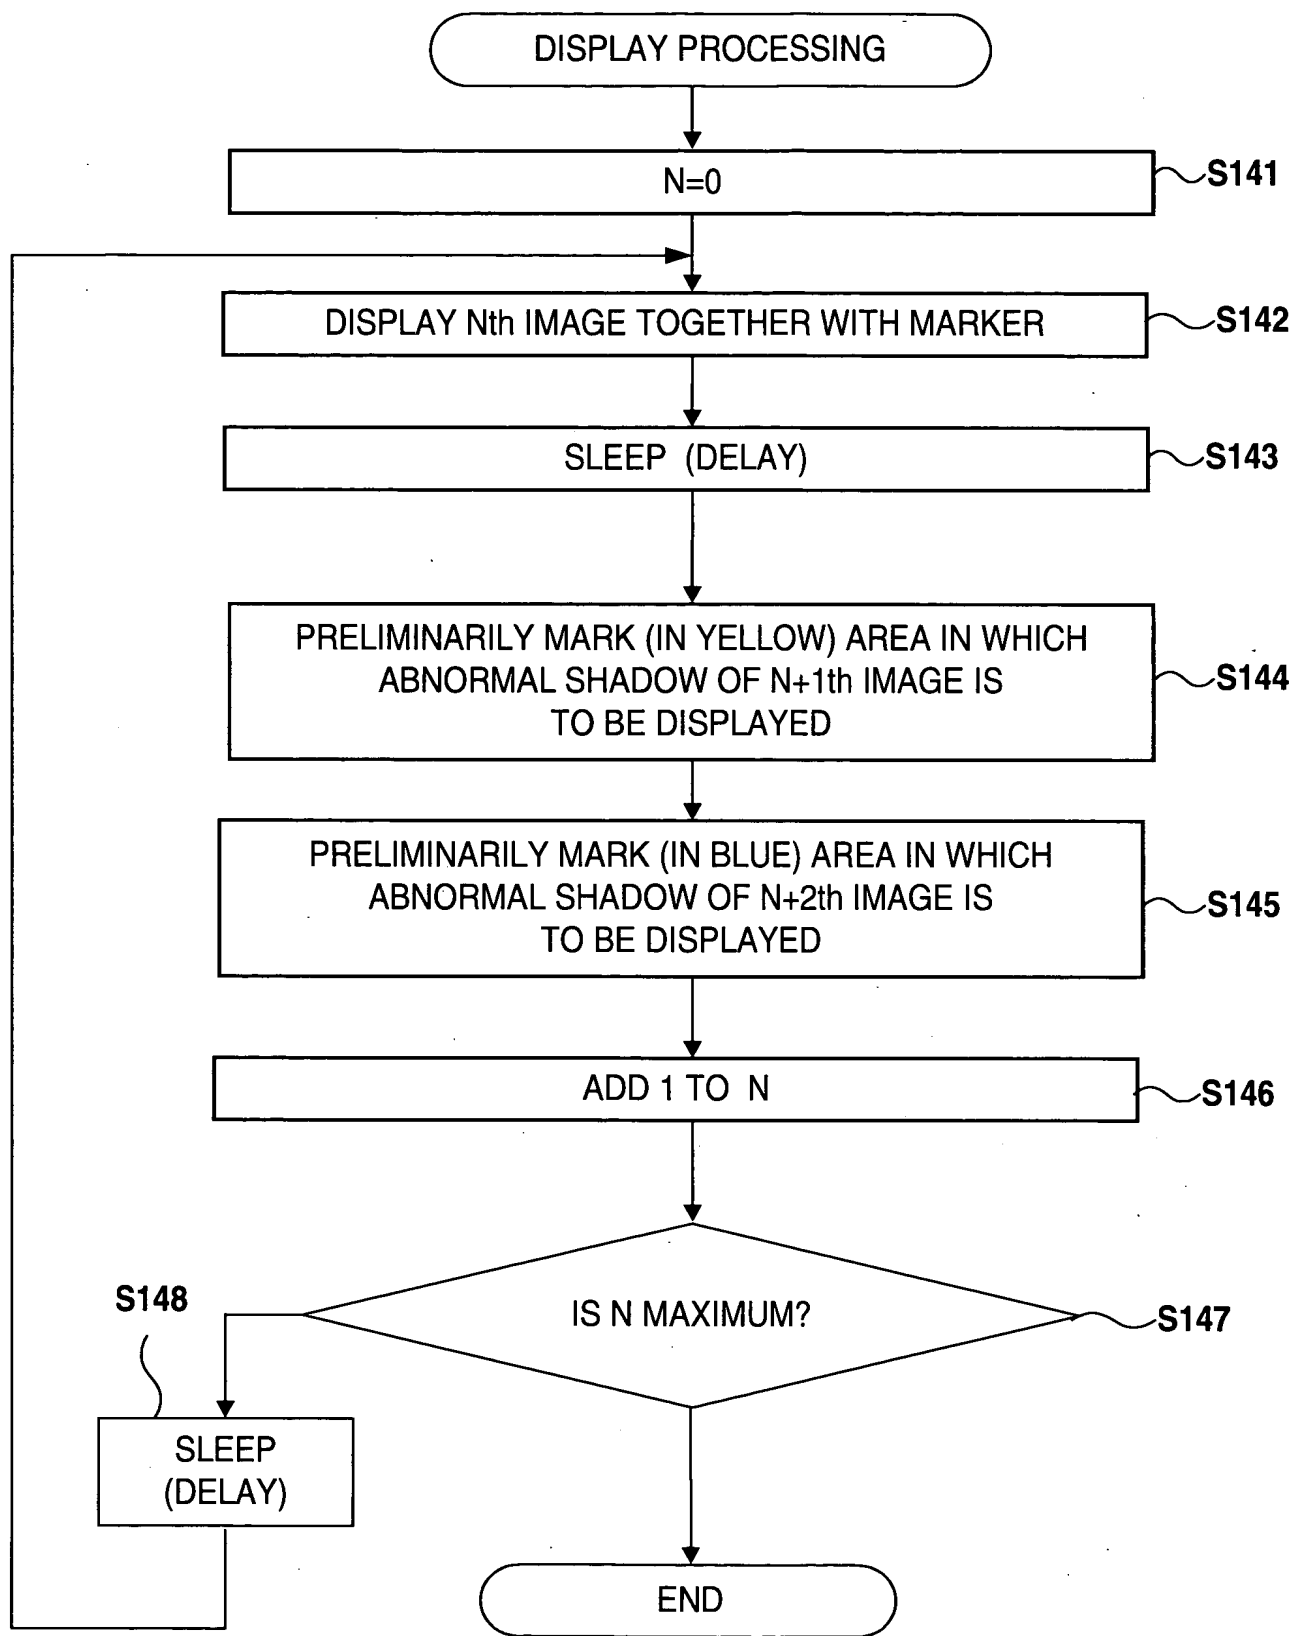 DISPLAY PROCESSING
N=0
S141
DISPLAY Nth IMAGE TOGETHER WITH MARKER
S142
SLEEP (DELAY)
S143
PRELIMINARILY MARK (IN YELLOW) AREA IN WHICH
ABNORMAL SHADOW OF N+1th IMAGE IS
TO BE DISPLAYED
S144
PRELIMINARILY MARK (IN BLUE) AREA IN WHICH
ABNORMAL SHADOW OF N+2th IMAGE IS
TO BE DISPLAYED
S145
ADD 1 TO N
S146
IS N MAXIMUM?
S147
S148
SLEEP
(DELAY)
END